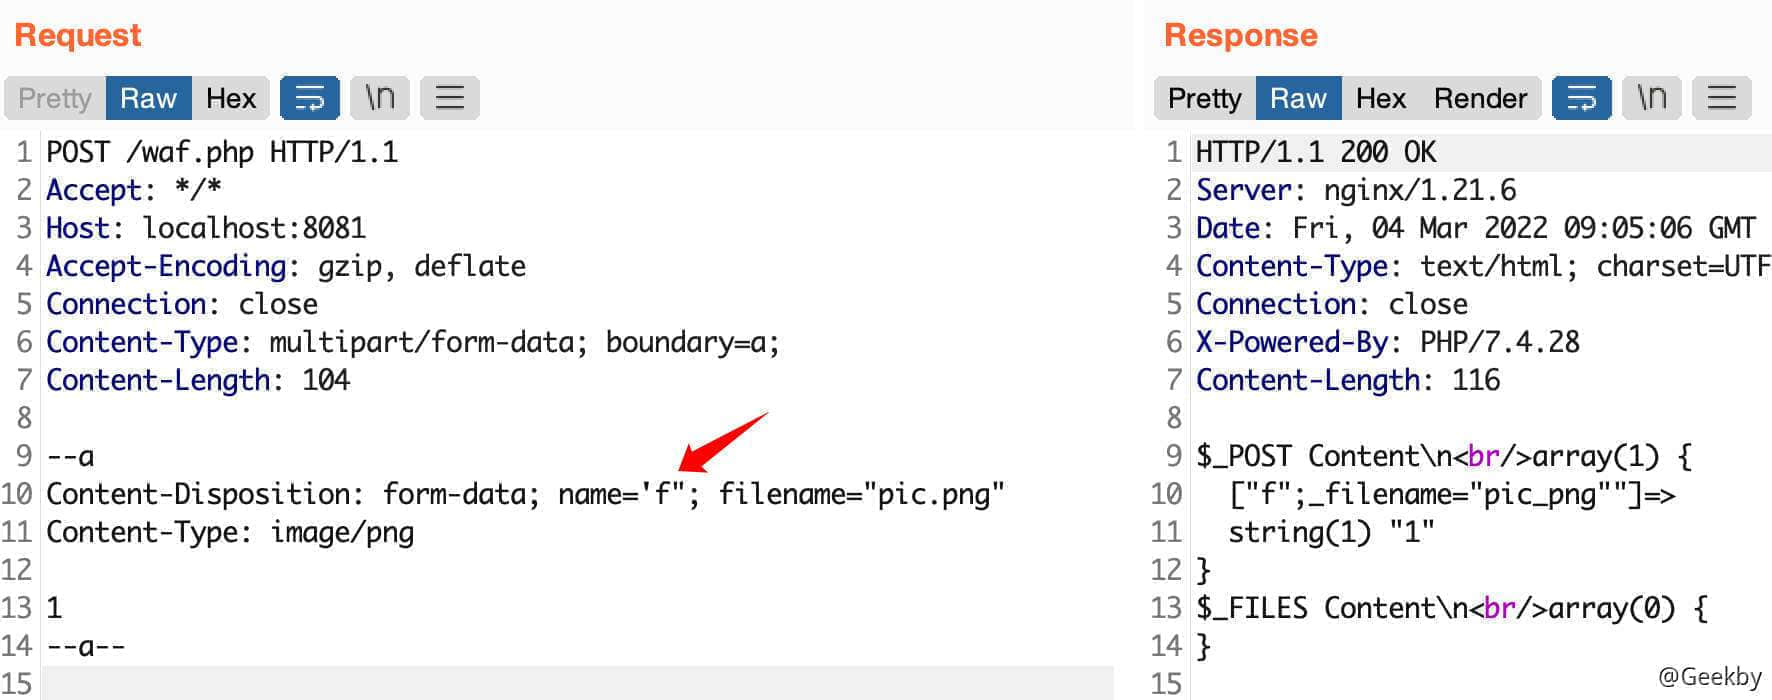 Request
Pretty Raw Hex \n
1 POST /waf.php HTTP/1.1
2 Accept: */*
3 Host: localhost:8081
4 Accept-Encoding: gzip, deflate
5 Connection: close
6 Content-Type: multipart/form-data; boundary=a;
7 Content-Length: 104
8
9 --a
10 Content-Disposition: form-data; name='f"; filename="pic.png"
11 Content-Type: image/png
12
13 1
14 --a--
15
Response
Pretty Raw Hex Render \n
1 HTTP/1.1 200 OK
2 Server: nginx/1.21.6
3 Date: Fri, 04 Mar 2022 09:05:06 GMT
4 Content-Type: text/html; charset=UTF
5 Connection: close
6 X-Powered-By: PHP/7.4.28
7 Content-Length: 116
8
9 $_POST Content\n<br/>array(1) {
10 ["f";_filename="pic_png""]=>
11 string(1) "1"
12 }
13 $_FILES Content\n<br/>array(0) {
14 }
15
@Geekby